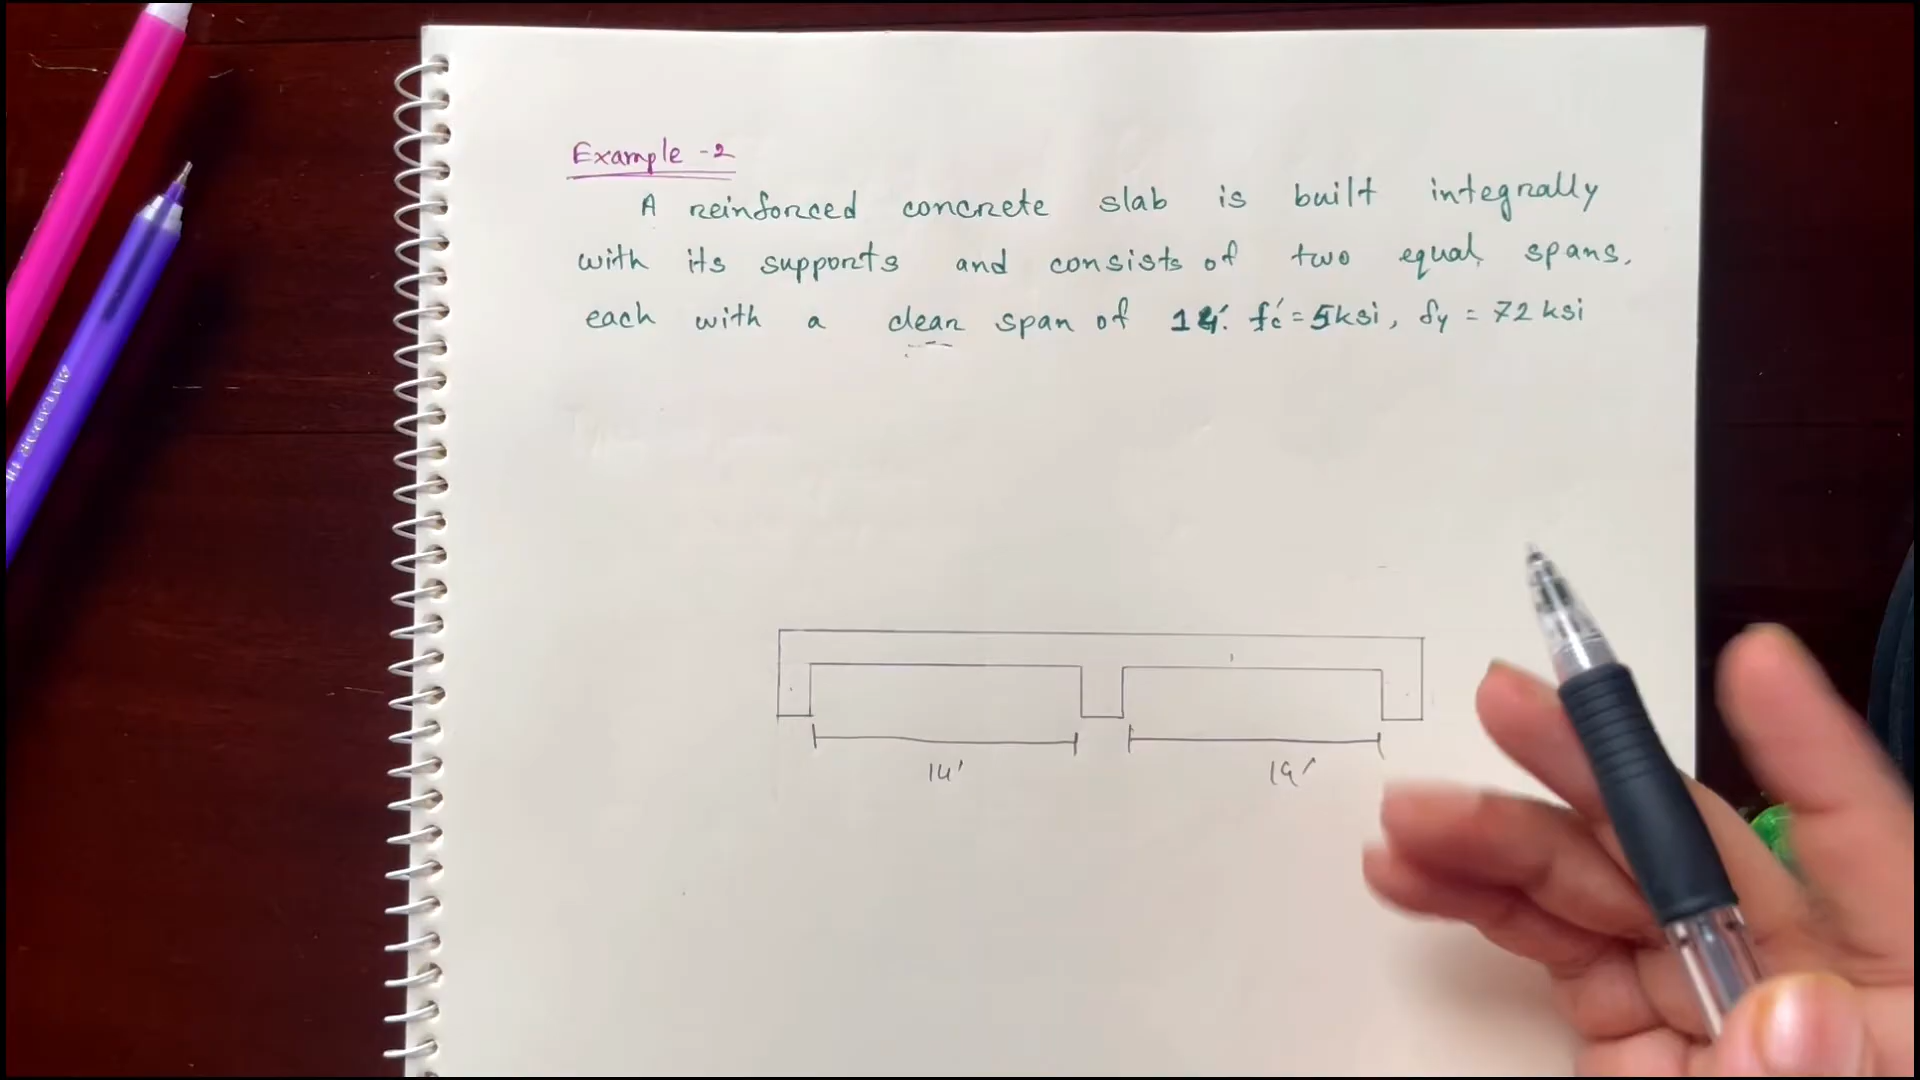 Example -2
A reinforced concrete slab is built integrally
with its supports and consists of two equal spans,
each with a clear span of 14'. f'c = 5ksi, fy = 72 ksi
14' 14'